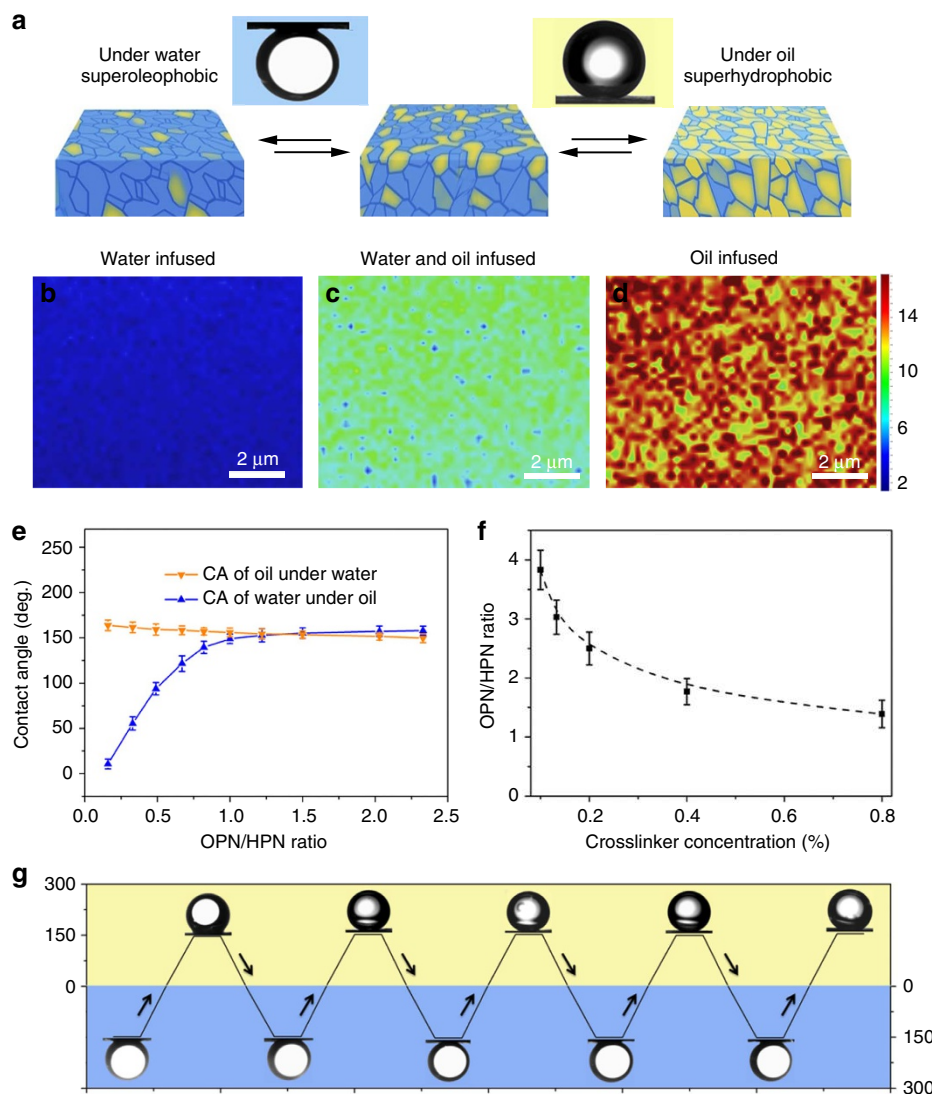 a
Under water
superoleophobic
Under oil
superhydrophobic
Water infused
Water and oil infused
Oil infused
b
c
d
14
10
6
2
2 μm
2 μm
2 μm
e
250
200
150
100
50
0
CA of oil under water
CA of water under oil
Contact angle (deg.)
0.0 0.5 1.0 1.5 2.0 2.5
OPN/HPN ratio
f
4
3
2
1
0
OPN/HPN ratio
0.2 0.4 0.6 0.8
Crosslinker concentration (%)
g
300
150
0
0
150
300